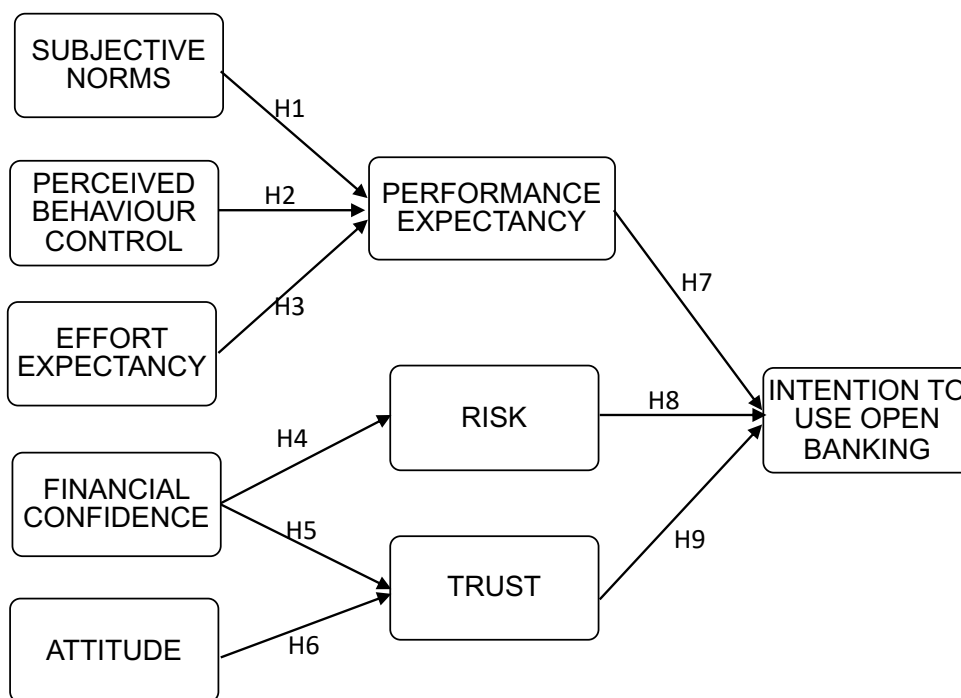 SUBJECTIVE
NORMS
H1
PERCEIVED
BEHAVIOUR
CONTROL
H2
PERFORMANCE
EXPECTANCY
H3
EFFORT
EXPECTANCY
H7
RISK
H8
INTENTION TO
USE OPEN
BANKING
H4
FINANCIAL
CONFIDENCE
H5
TRUST
H9
H6
ATTITUDE